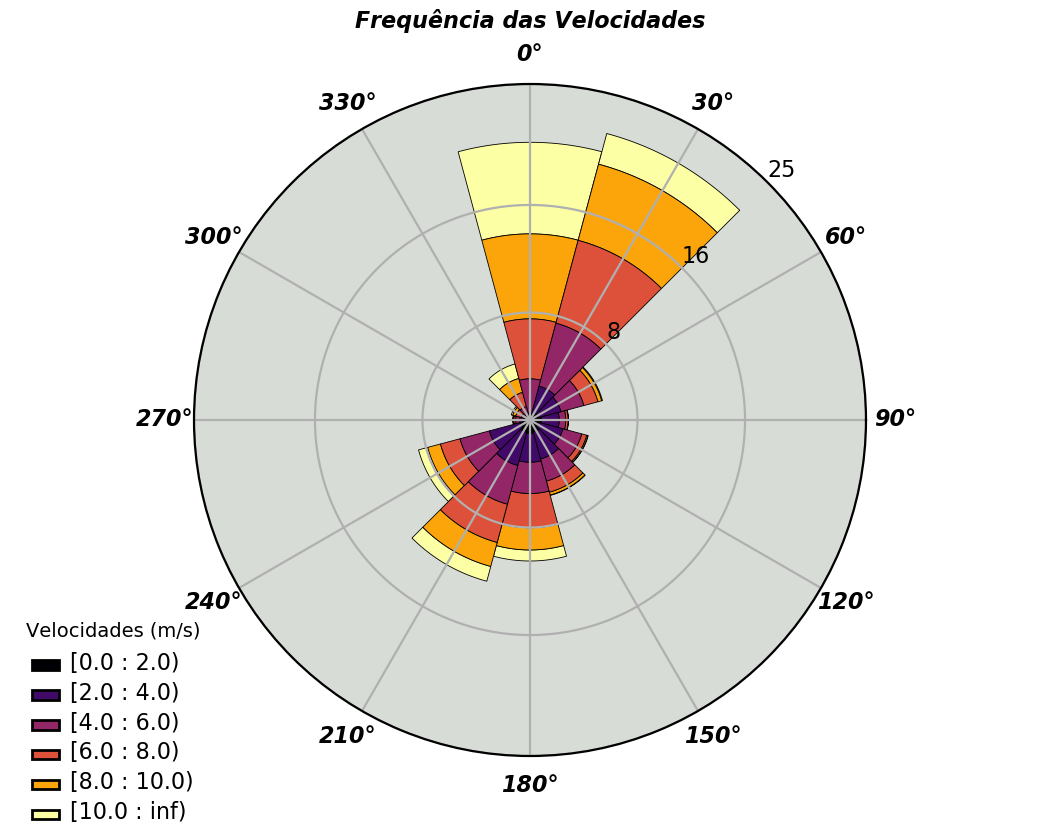 Frequência das Velocidades
0°
330°
30°
25
300°
60°
16
8
270°
90°
240°
120°
210°
150°
180°
Velocidades (m/s)
[0.0 : 2.0)
[2.0 : 4.0)
[4.0 : 6.0)
[6.0 : 8.0)
[8.0 : 10.0)
[10.0 : inf)